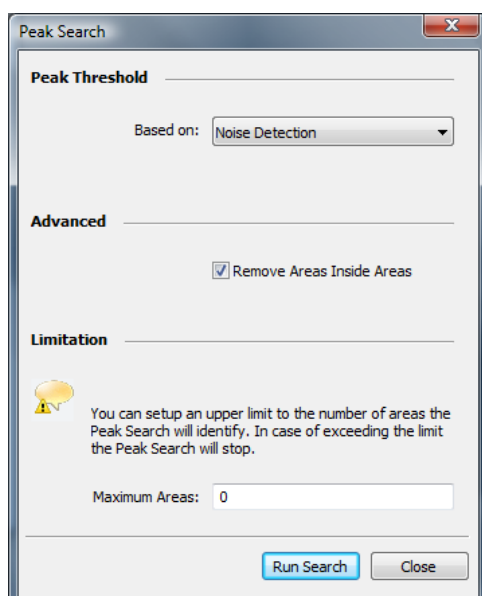 Peak Search
Peak Threshold
Based on: Noise Detection
Advanced
Remove Areas Inside Areas
Limitation
You can setup an upper limit to the number of areas the
Peak Search will identify. In case of exceeding the limit
the Peak Search will stop.
Maximum Areas: 0
Run Search Close